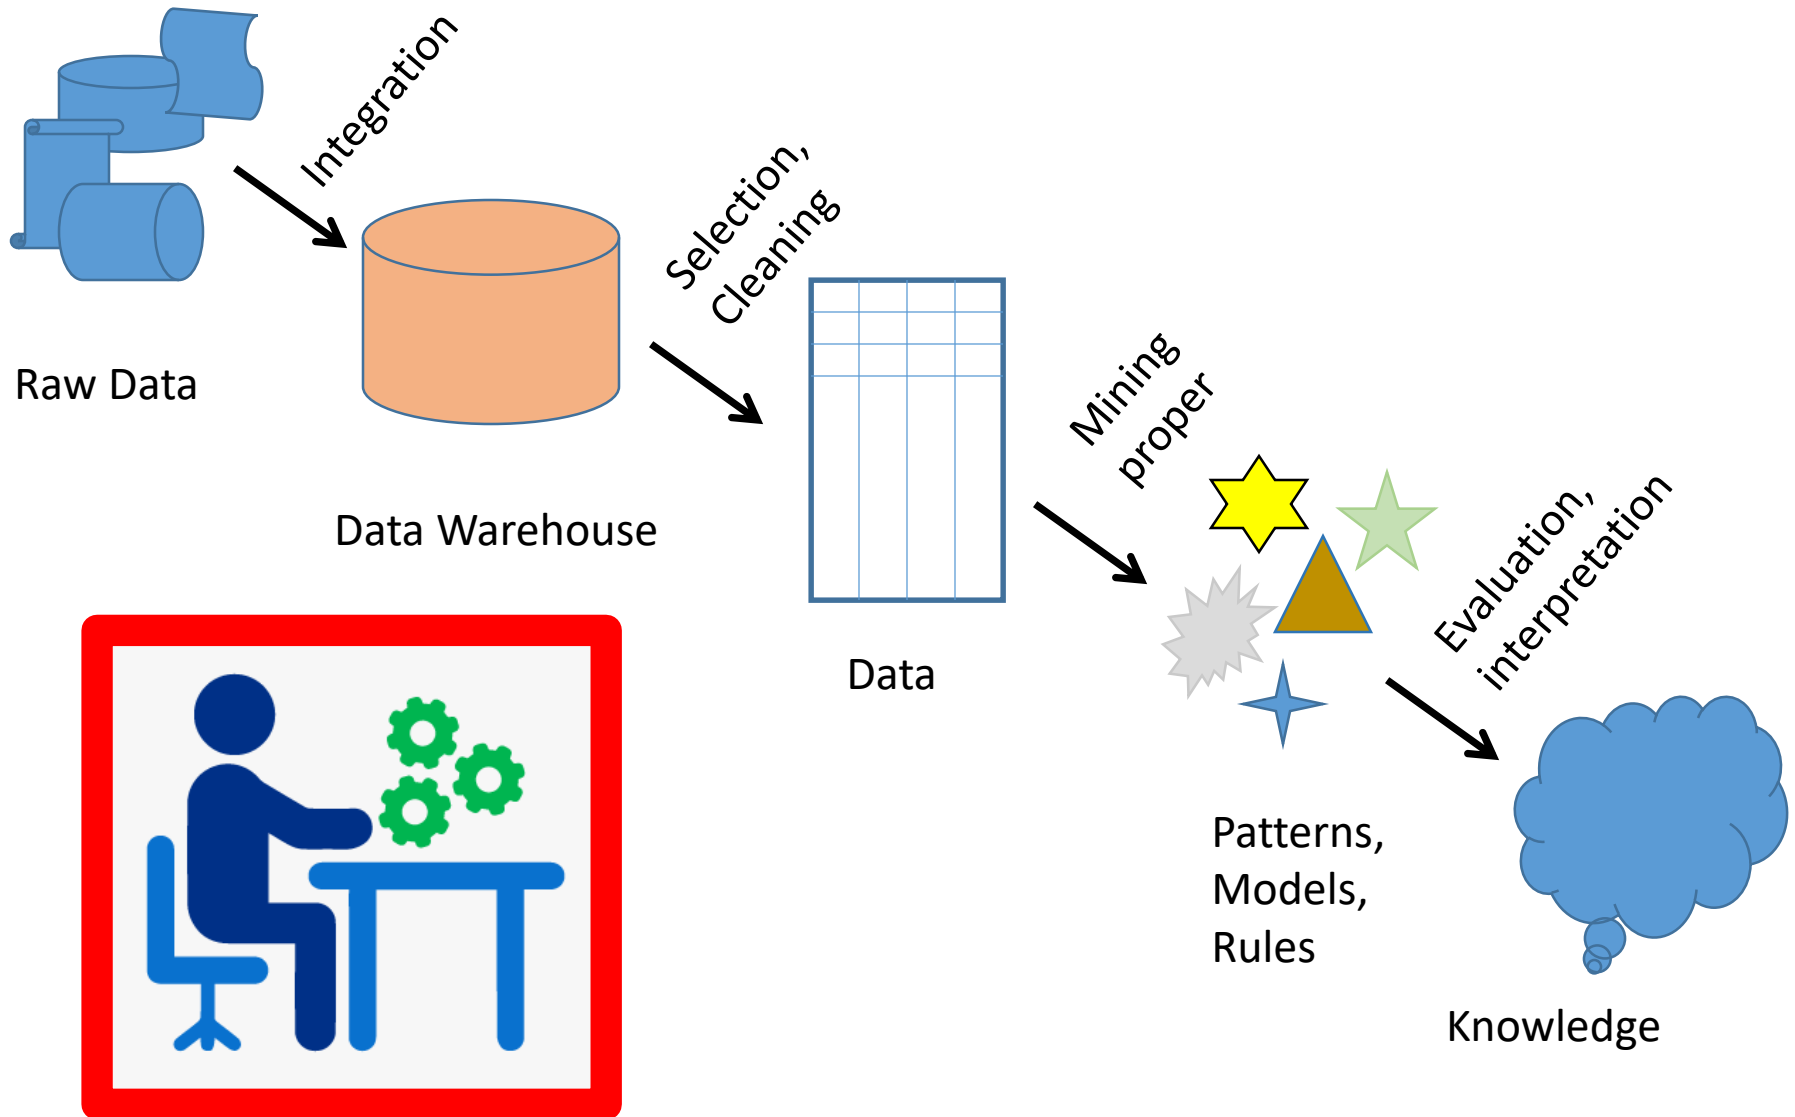 Integration
Raw Data
Selection,
Cleaning
Data Warehouse
Mining
proper
Data
Evaluation,
interpretation
Patterns,
Models,
Rules
Knowledge